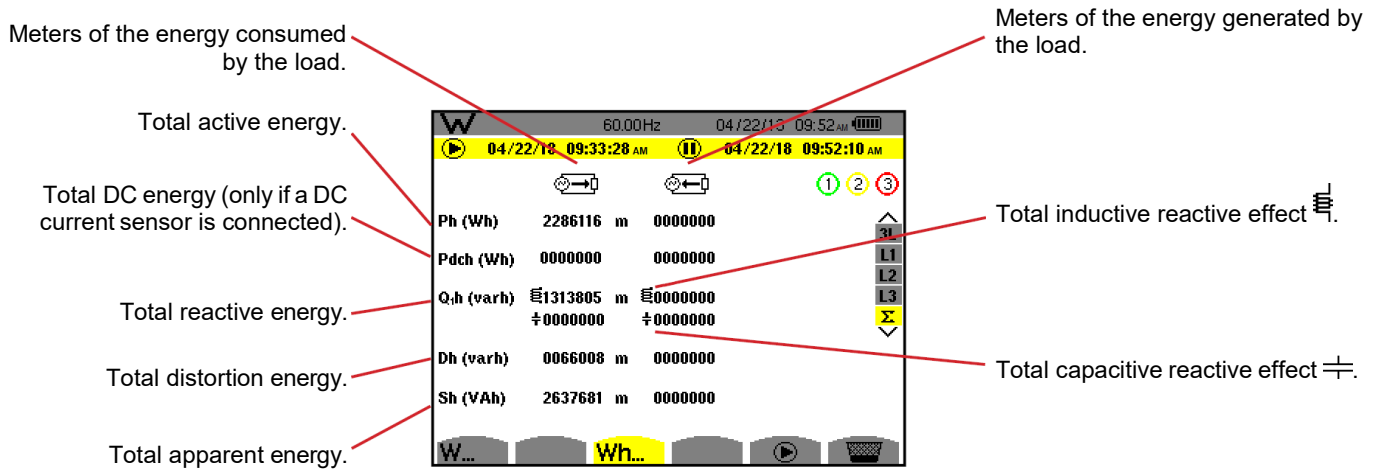 Meters of the energy consumed
by the load.
Meters of the energy generated by
the load.
Total active energy.
Total DC energy (only if a DC
current sensor is connected).
Total reactive energy.
Total distortion energy.
Total apparent energy.
W 60.00Hz 04/22/18 09:52 AM
04/22/18 09:33:28 AM 04/22/18 09:52:10 AM
1 2 3
Ph (Wh) 2286116 m 0000000
Pdch (Wh) 0000000 0000000
Q₁h (varh) 1313805 m 0000000
0000000 0000000
Dh (varh) 0066008 m 0000000
Sh (VAh) 2637681 m 0000000
3L
L1
L2
L3
Σ
W... Wh...
Total inductive reactive effect .
Total capacitive reactive effect .